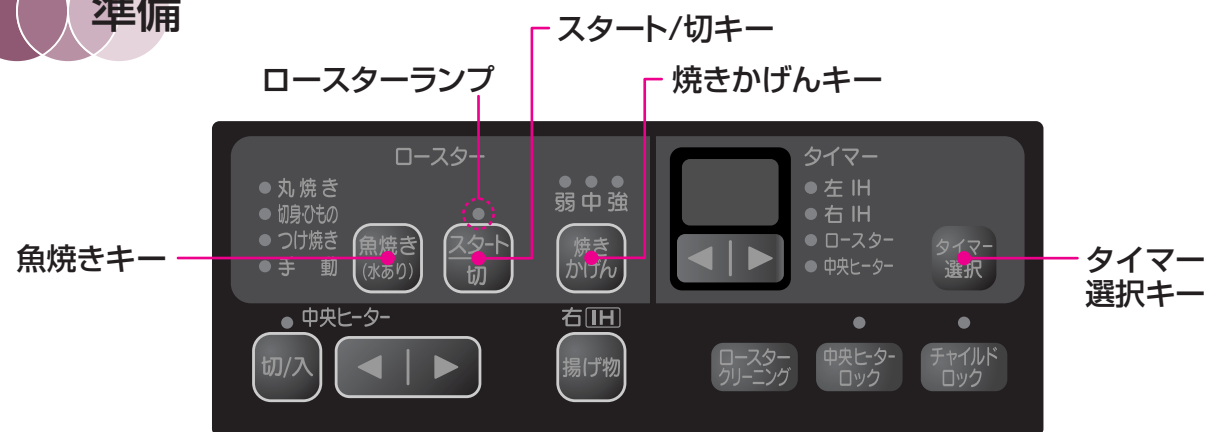 準備
スタート/切キー
ロースターランプ
焼きかげんキー
ロースター
タイマー
丸焼き
切身・ひもの
つけ焼き
手 動
魚焼き
(水あり)
スタート
切
弱 中 強
焼き
かげん
左 IH
右 IH
ロースター
中央ヒーター
タイマー
選択
魚焼きキー
タイマー
選択キー
中央ヒーター
切/入
右 IH
揚げ物
ロースター
クリーニング
中央ヒーター
ロック
チャイルド
ロック